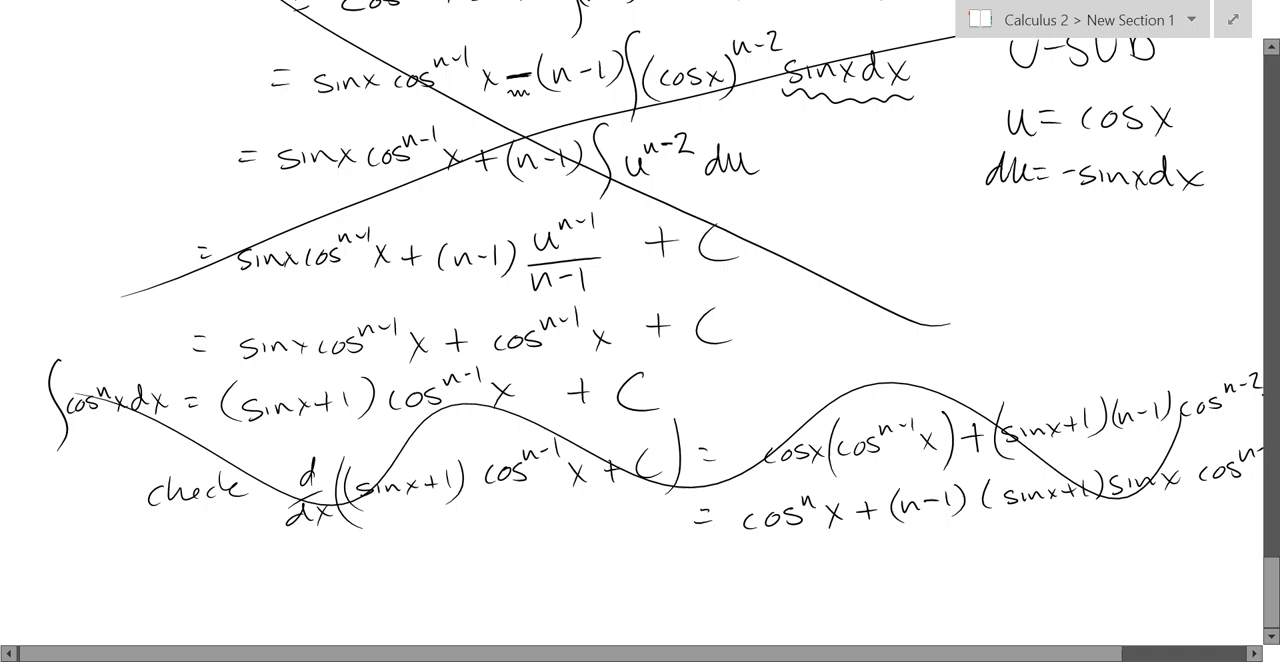 Calculus 2 > New Section 1
= sinx cos^{n-1} x - (n-1) ∫ (cosx)^{n-2} sinx dx
u = cosx
= sinx cos^{n-1} x + (n-1) ∫ u^{n-2} du
du = -sinx dx
= sinx cos^{n-1} x + (n-1) u^{n-1}/(n-1) + C
= sinx cos^{n-1} x + cos^{n-1} x + C
∫ cos^n x dx = (sinx+1) cos^{n-1} x + C
check d/dx((sinx+1) cos^{n-1} x + C) = cosx(cos^{n-1} x) + (sinx+1)(n-1) cos^{n-2}
= cos^n x + (n-1) (sinx+1) sinx cos^{n-